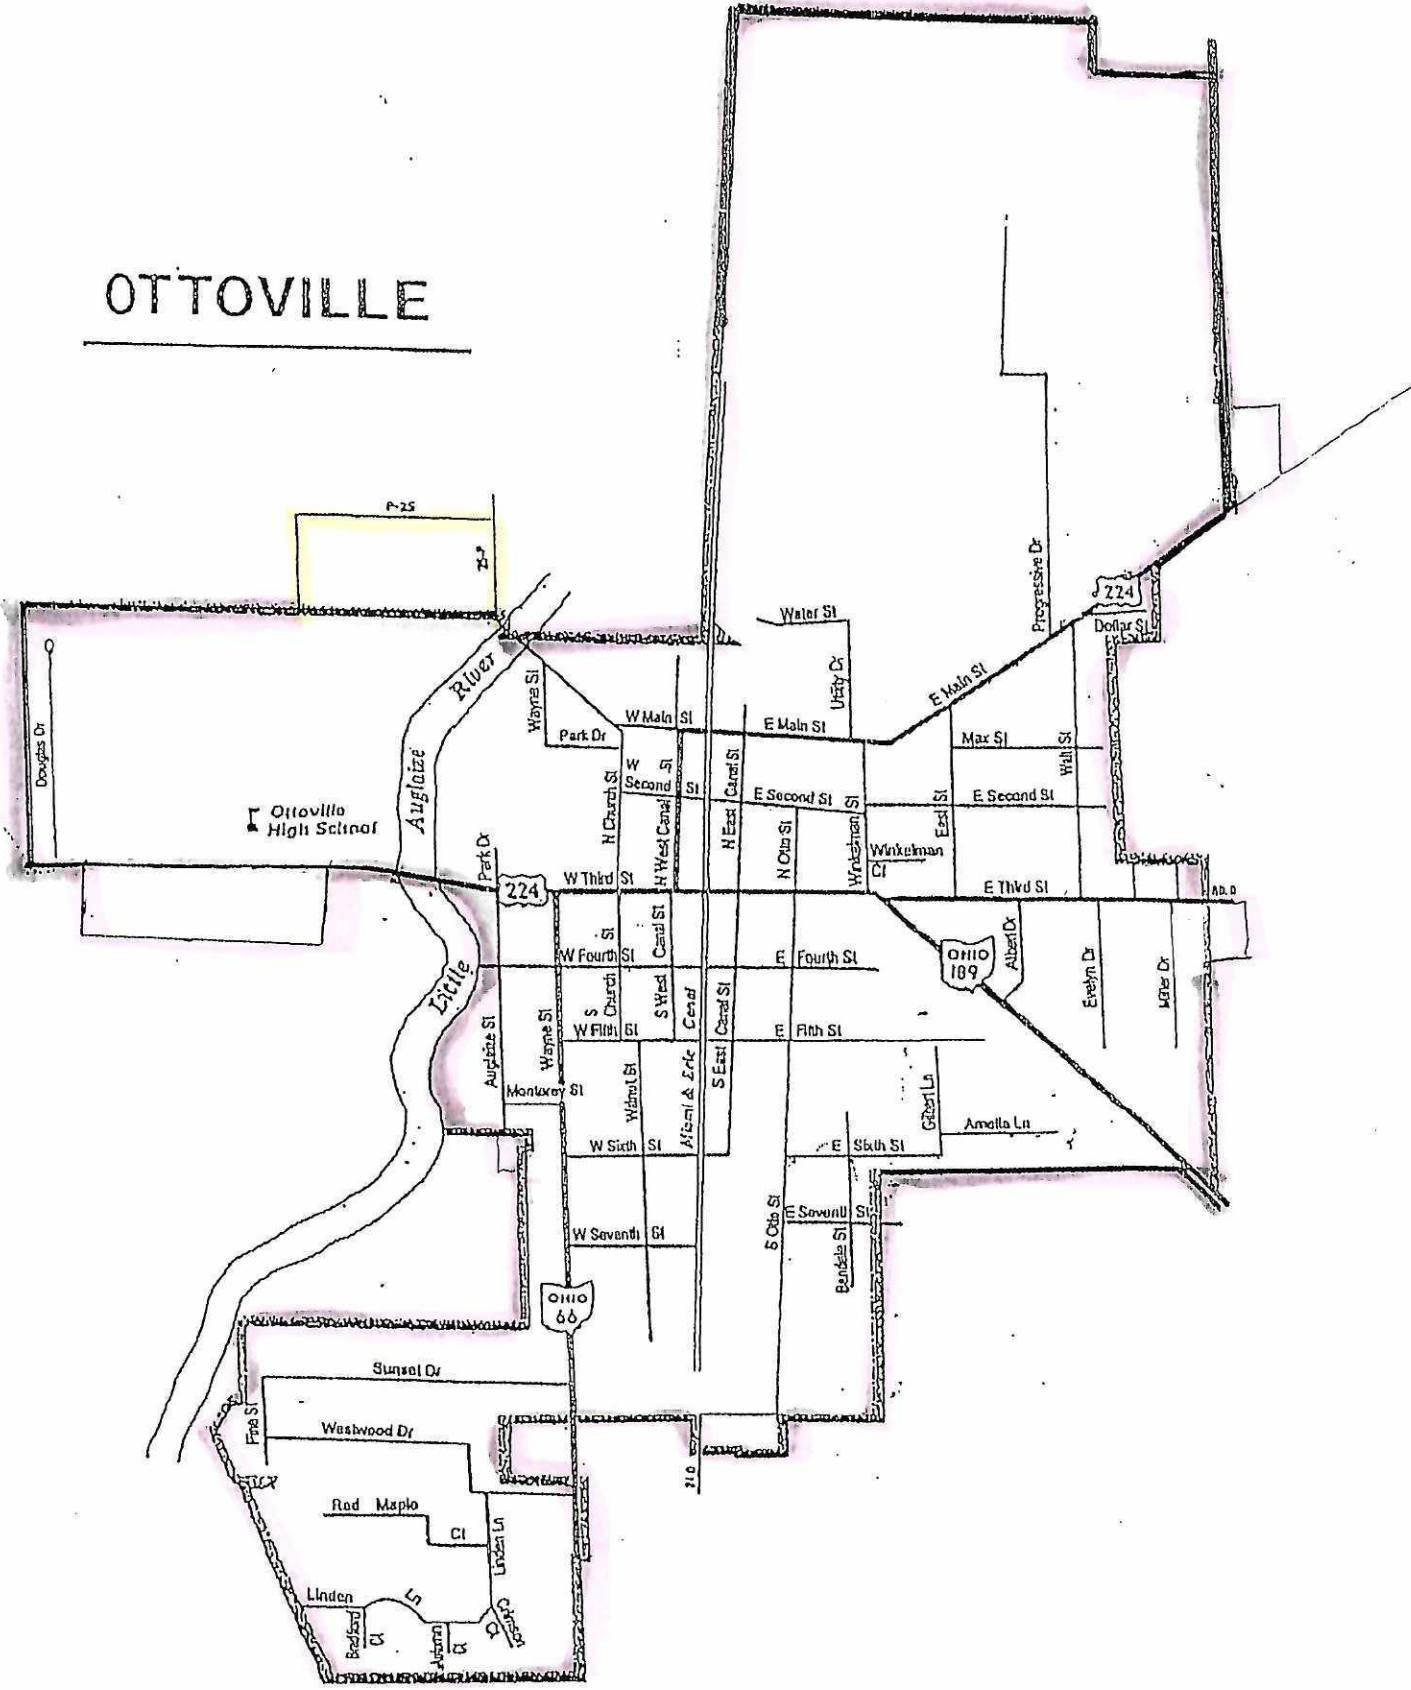 OTTOVILLE
P-25
25-P
Water St
Progressive Dr
224
Dollar St
River
Wayne St
Utility Dr
E Main St
W Main St
E Main St
Park Dr
Max St
Walt St
Douglas Dr
Auglaize
N Church St
W Second St
N West Canal St
N East Canal St
E Second St
N Otto St
Winkelman St
East St
E Second St
Ottoville
High School
Winkelman Ct
Park Dr
224
W Third St
E Third St
Little
W Fourth St
S Church St
S West Canal St
E Fourth St
OHIO
189
Albert Dr
Evelyn Dr
Miller Dr
Auglaize St
Wayne St
W Fifth St
Miami & Erie Canal
S East Canal St
E Fifth St
Monterey St
Walnut St
Gilbert Ln
Amelia Ln
W Sixth St
E Sixth St
S Otto St
E Seventh St
W Seventh St
Bendele St
OHIO
66
Sunset Dr
Pine St
Westwood Dr
Red Maple Ct
Linden Ln
Linden Ln
Bradford Ct
Autumn Ct
Crimson Ct